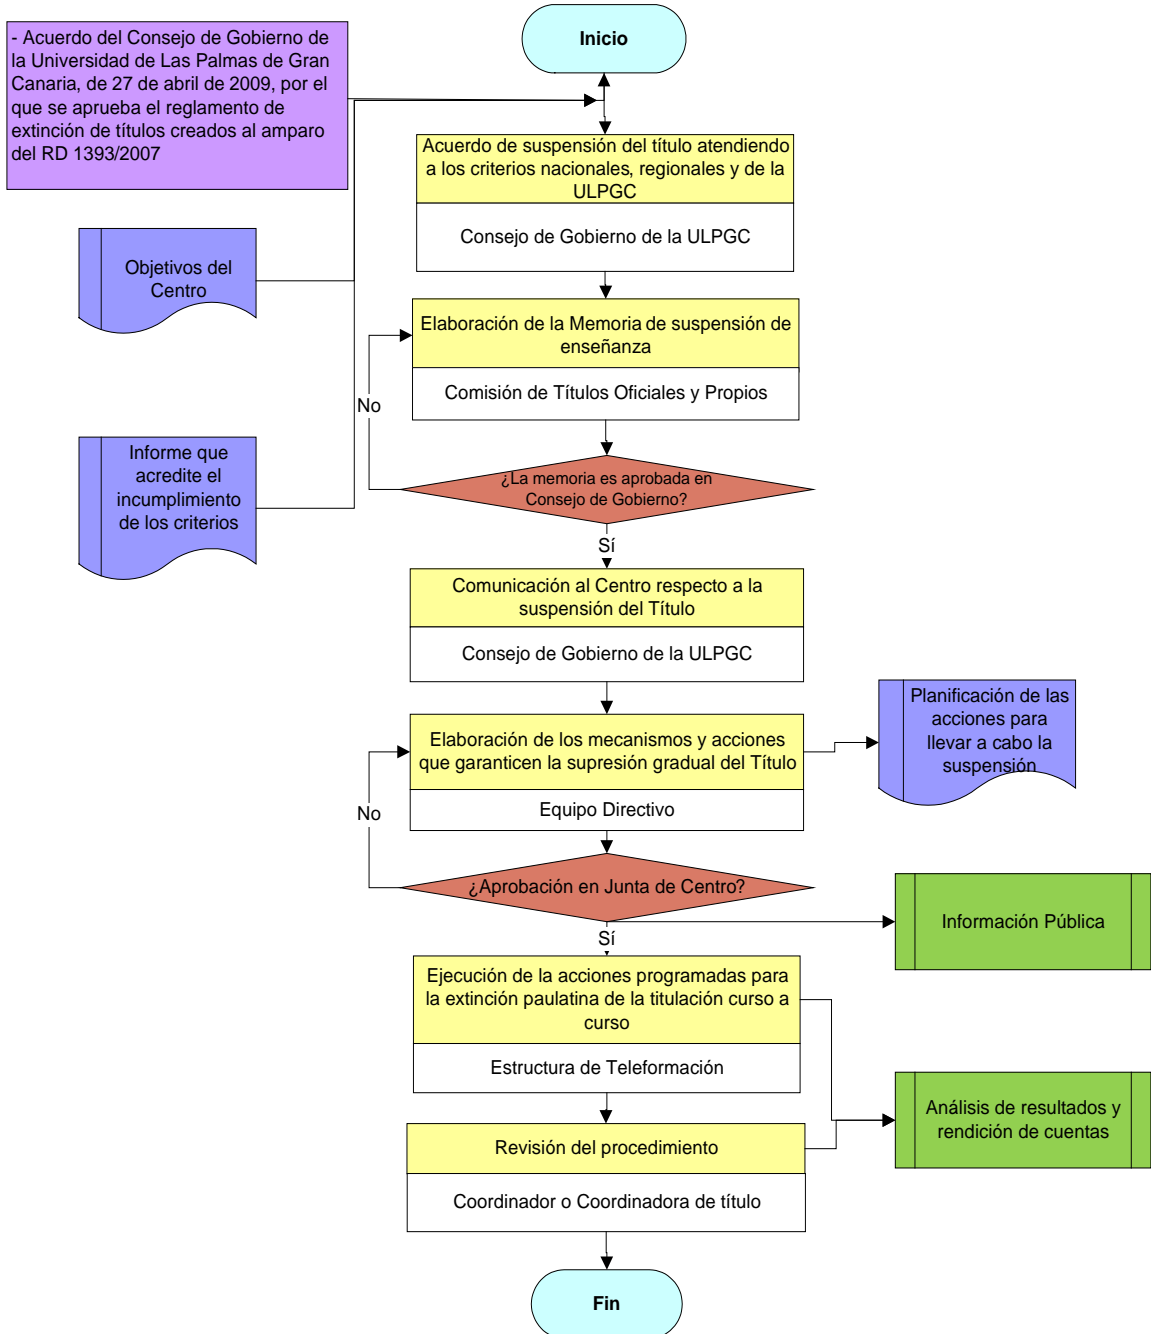 Inicio
- Acuerdo del Consejo de Gobierno de
la Universidad de Las Palmas de Gran
Canaria, de 27 de abril de 2009, por el
que se aprueba el reglamento de
extinción de títulos creados al amparo
del RD 1393/2007
Acuerdo de suspensión del título atendiendo
a los criterios nacionales, regionales y de la
ULPGC
Consejo de Gobierno de la ULPGC
Objetivos del
Centro
Elaboración de la Memoria de suspensión de
enseñanza
Comisión de Títulos Oficiales y Propios
No
Informe que
acredite el
incumplimiento
de los criterios
¿La memoria es aprobada en
Consejo de Gobierno?
Sí
Comunicación al Centro respecto a la
suspensión del Título
Consejo de Gobierno de la ULPGC
Planificación de las
acciones para
llevar a cabo la
suspensión
Elaboración de los mecanismos y acciones
que garanticen la supresión gradual del Título
Equipo Directivo
No
¿Aprobación en Junta de Centro?
Información Pública
Sí
Ejecución de la acciones programadas para
la extinción paulatina de la titulación curso a
curso
Estructura de Teleformación
Análisis de resultados y
rendición de cuentas
Revisión del procedimiento
Coordinador o Coordinadora de título
Fin